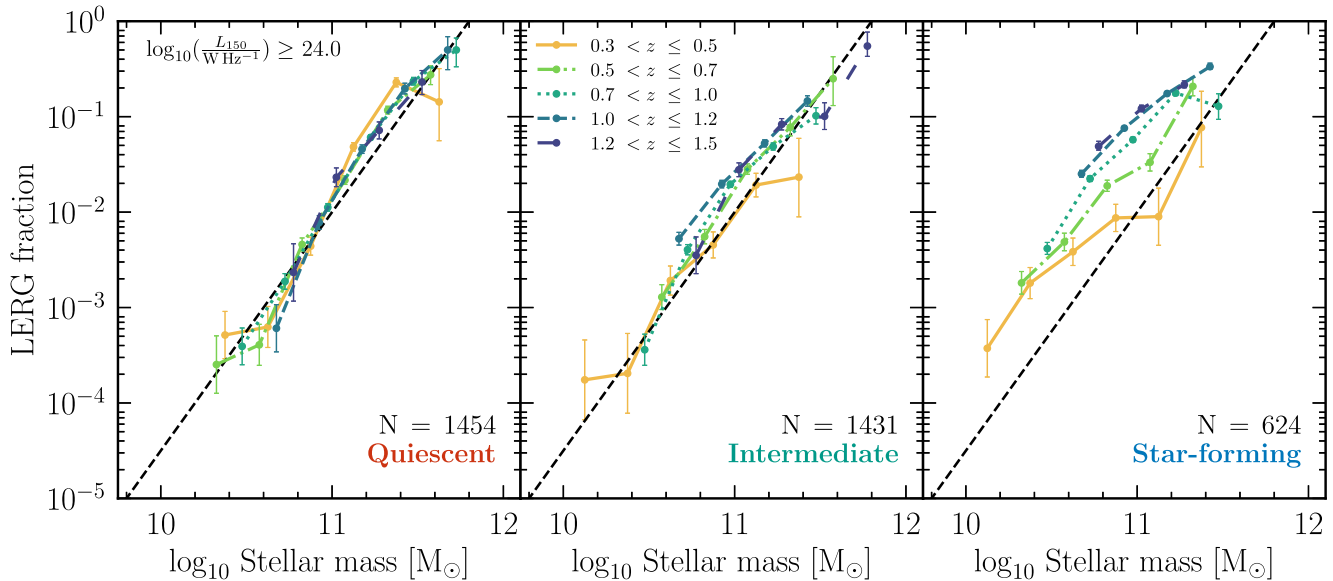 10⁰
10⁻¹
10⁻²
10⁻³
10⁻⁴
10⁻⁵
LERG fraction
log₁₀(L₁₅₀/W Hz⁻¹) ≥ 24.0
N = 1454
Quiescent
10 11 12
log₁₀ Stellar mass [M⊙]
0.3 < z ≤ 0.5
0.5 < z ≤ 0.7
0.7 < z ≤ 1.0
1.0 < z ≤ 1.2
1.2 < z ≤ 1.5
N = 1431
Intermediate
10 11 12
log₁₀ Stellar mass [M⊙]
N = 624
Star-forming
10 11 12
log₁₀ Stellar mass [M⊙]